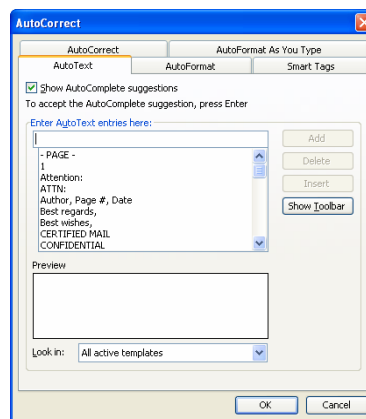 AutoCorrect
AutoCorrect AutoFormat As You Type
AutoText AutoFormat Smart Tags
Show AutoComplete suggestions
To accept the AutoComplete suggestion, press Enter
Enter AutoText entries here:
Add
- PAGE -
1
Attention:
ATTN:
Author, Page #, Date
Best regards,
Best wishes,
CERTIFIED MAIL
CONFIDENTIAL
Delete
Insert
Show Toolbar
Preview
Look in: All active templates
OK Cancel